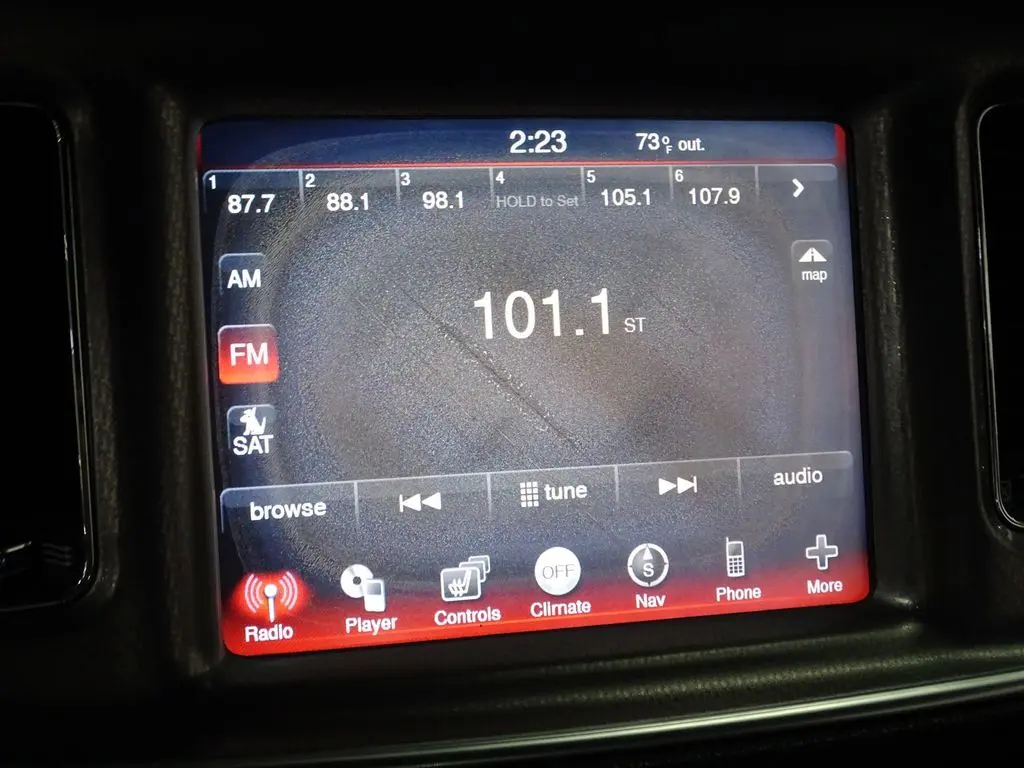 2:23 73°F out.
1 87.7 2 88.1 3 98.1 4 HOLD to Set 5 105.1 6 107.9
map
AM
101.1 ST
FM
SAT
browse tune audio
OFF S
Radio Player Controls Climate Nav Phone More